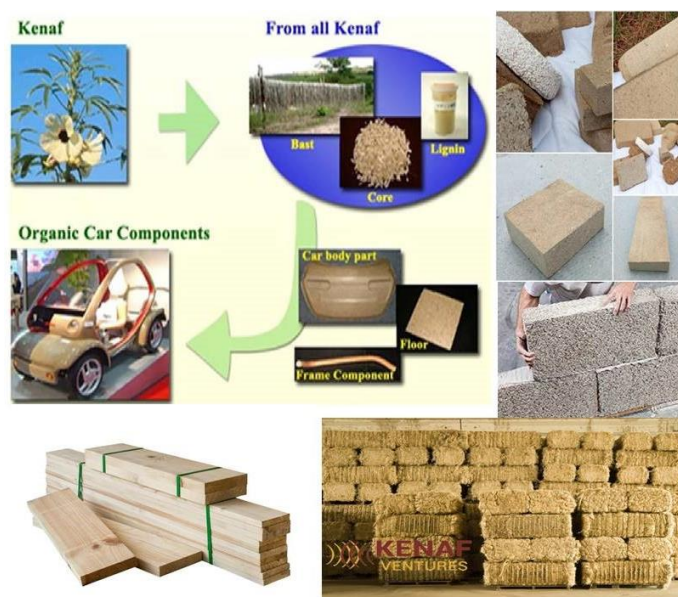 Kenaf
From all Kenaf
Bast
Lignin
Core
Organic Car Components
Car body part
Floor
Frame Component
KENAF
VENTURES